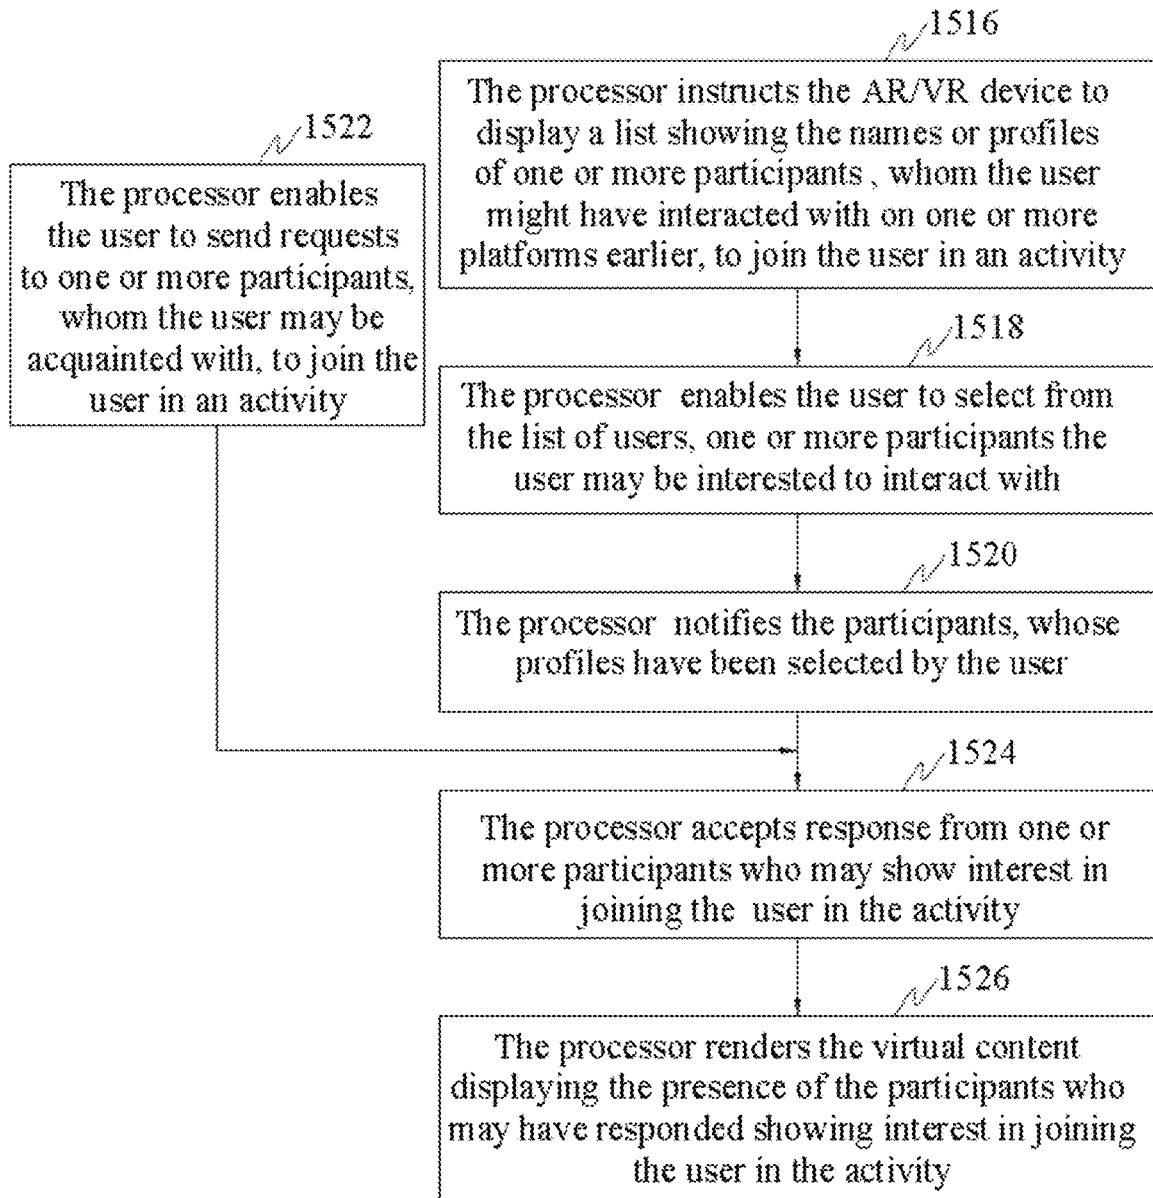 1516
The processor instructs the AR/VR device to
display a list showing the names or profiles
of one or more participants , whom the user
might have interacted with on one or more
platforms earlier, to join the user in an activity
1522
The processor enables
the user to send requests
to one or more participants,
whom the user may be
acquainted with, to join the
user in an activity
1518
The processor enables the user to select from
the list of users, one or more participants the
user may be interested to interact with
1520
The processor notifies the participants, whose
profiles have been selected by the user
1524
The processor accepts response from one or
more participants who may show interest in
joining the user in the activity
1526
The processor renders the virtual content
displaying the presence of the participants who
may have responded showing interest in joining
the user in the activity